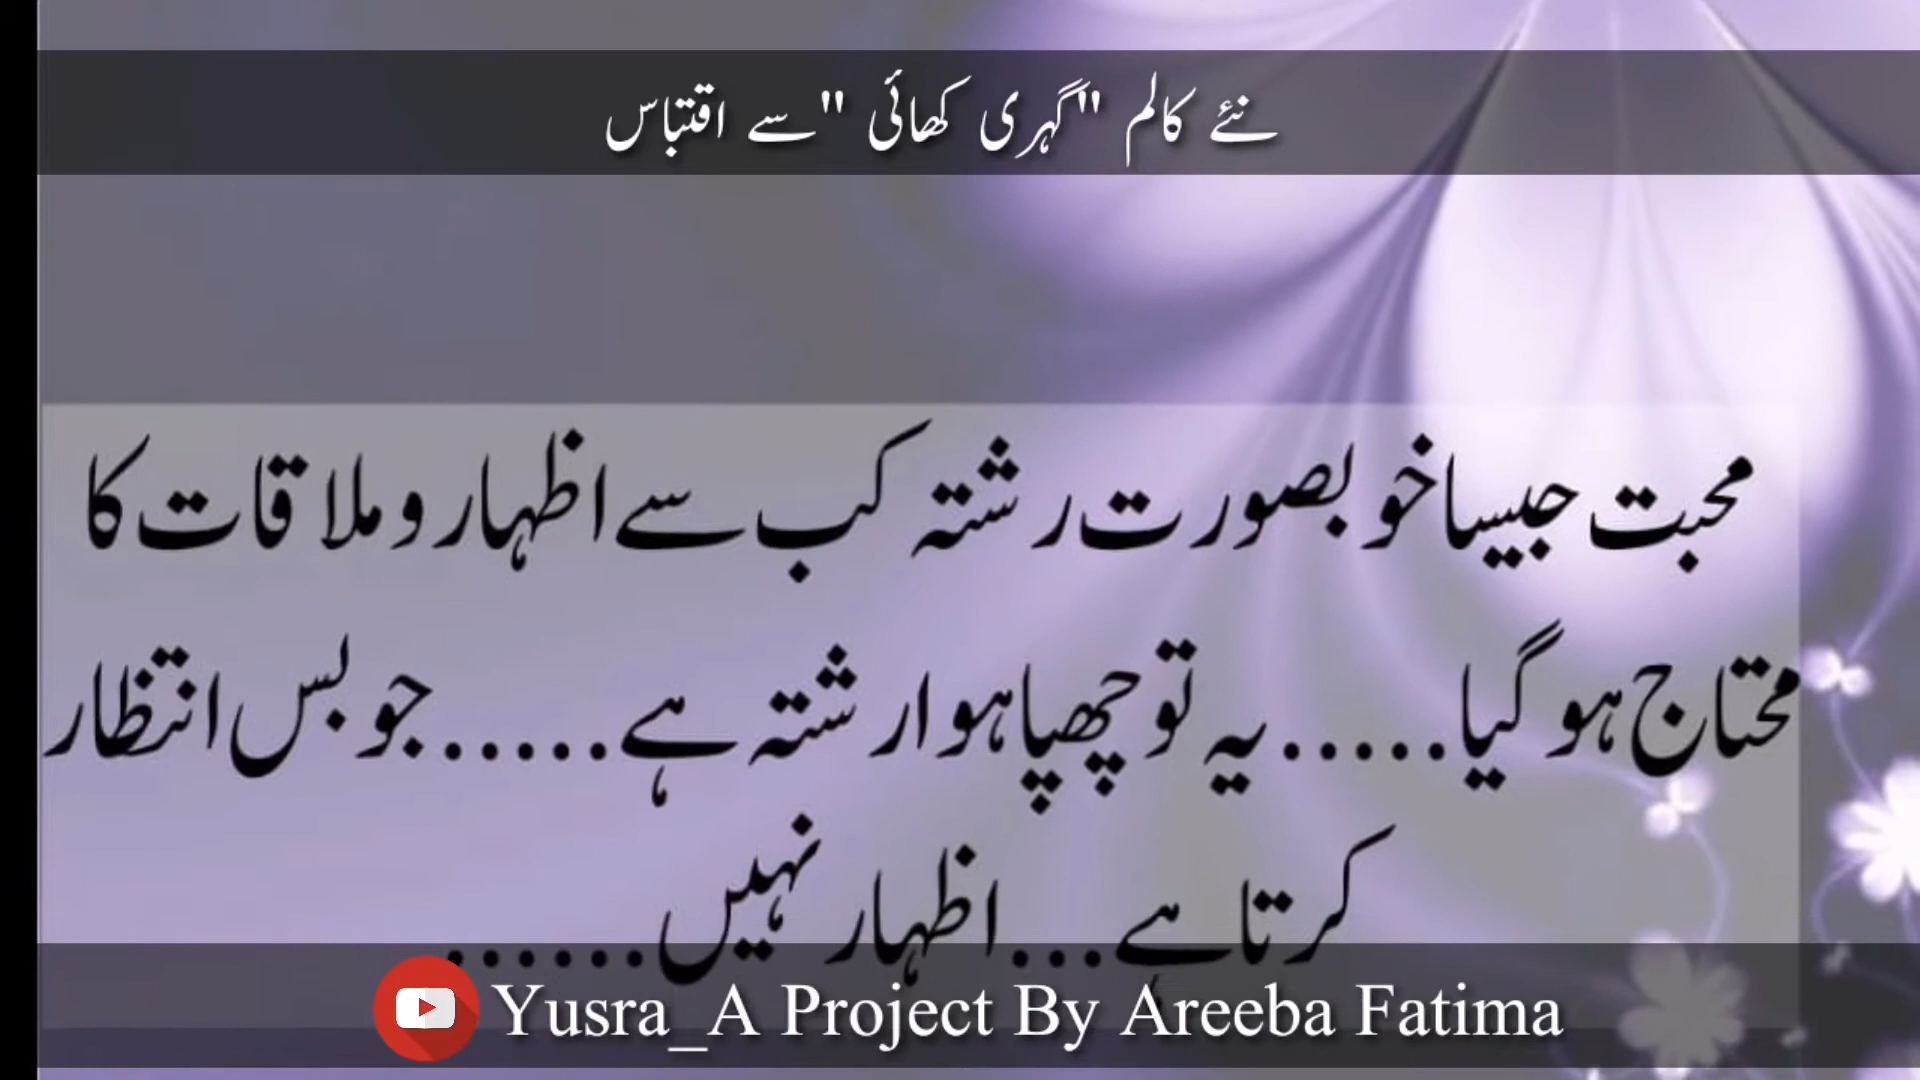 نئے کالم "گہری کھائی "سے اقتباس
محبت جیسا خوبصورت رشتہ کب سے اظہار و ملاقات کا
محتاج ہو گیا.....یہ تو چھپا ہوا رشتہ ہے.....جو بس انتظار
کرتا ہے...اظہار نہیں......
Yusra_A Project By Areeba Fatima